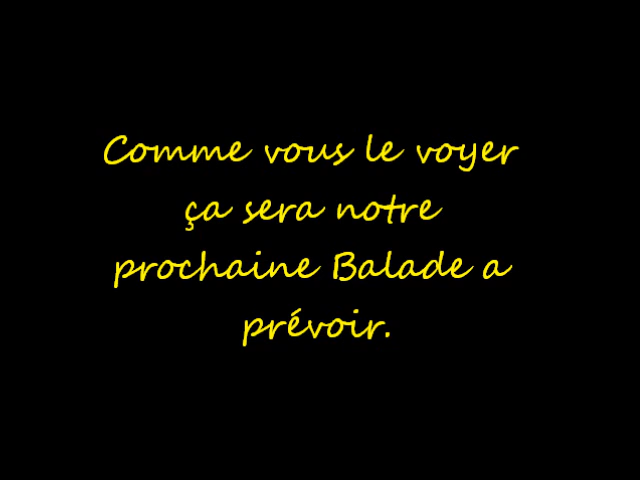 Comme vous le voyer
ça sera notre
prochaine Balade a
prévoir.